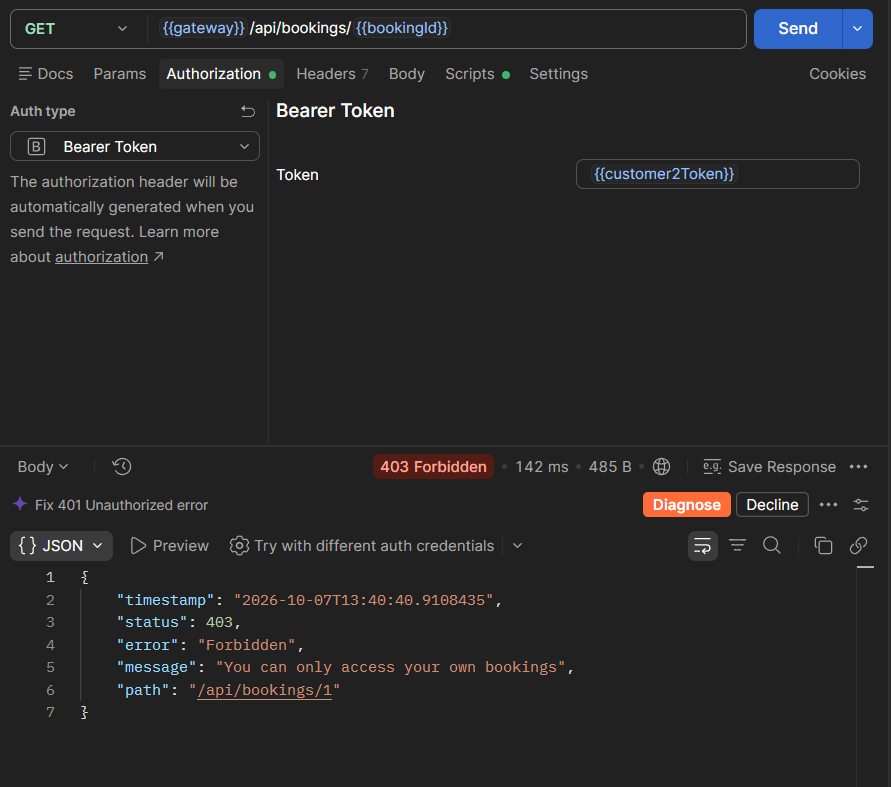 GET {{gateway}} /api/bookings/ {{bookingId}} Send
Docs Params Authorization Headers 7 Body Scripts Settings Cookies
Auth type
B Bearer Token
The authorization header will be
automatically generated when you
send the request. Learn more
about authorization ↗
Bearer Token
Token {{customer2Token}}
Body 403 Forbidden • 142 ms • 485 B • e.g. Save Response •••
Fix 401 Unauthorized error Diagnose Decline •••
{ } JSON Preview Try with different auth credentials
1 {
2 "timestamp": "2026-10-07T13:40:40.9108435",
3 "status": 403,
4 "error": "Forbidden",
5 "message": "You can only access your own bookings",
6 "path": "/api/bookings/1"
7 }